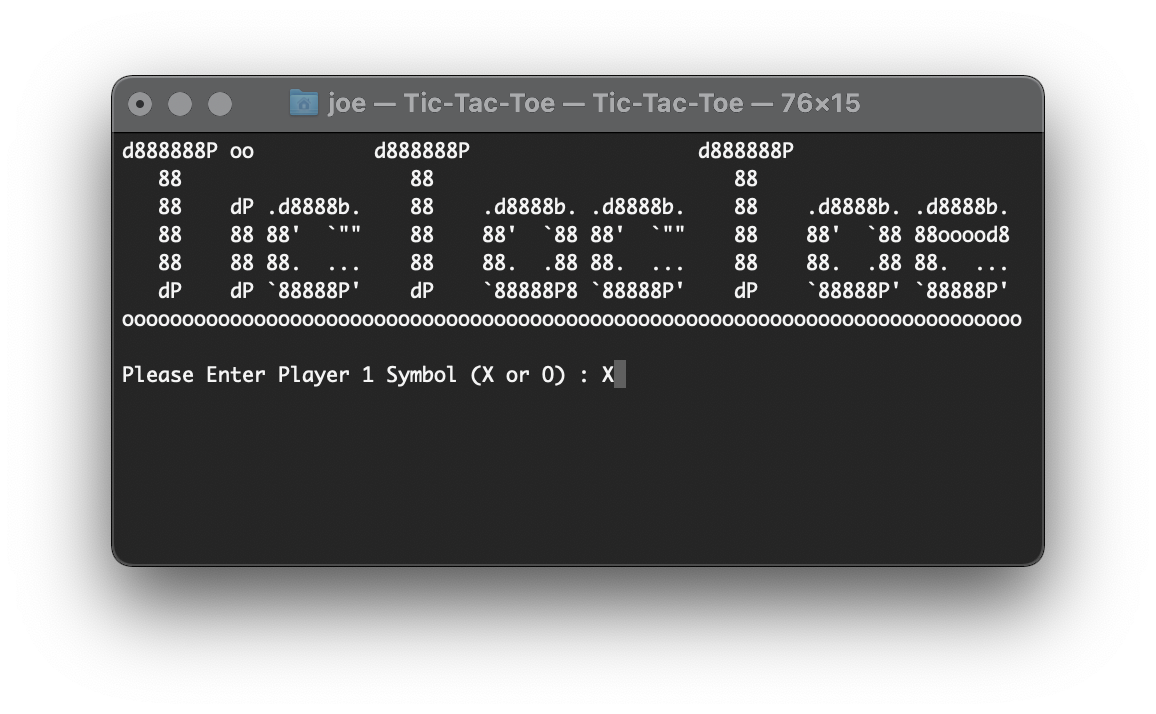 joe — Tic-Tac-Toe — Tic-Tac-Toe — 76×15
d888888P oo          d888888P                   d888888P
   88                   88                         88
   88    dP .d8888b.    88    .d8888b. .d8888b.    88    .d8888b. .d8888b.
   88    88 88'  `""    88    88'  `88 88'  `""    88    88'  `88 88ooood8
   88    88 88.  ...    88    88.  .88 88.  ...    88    88.  .88 88.  ...
   dP    dP `88888P'    dP    `88888P8 `88888P'    dP    `88888P' `88888P'
ooooooooooooooooooooooooooooooooooooooooooooooooooooooooooooooooooooooooooo
Please Enter Player 1 Symbol (X or O) : X